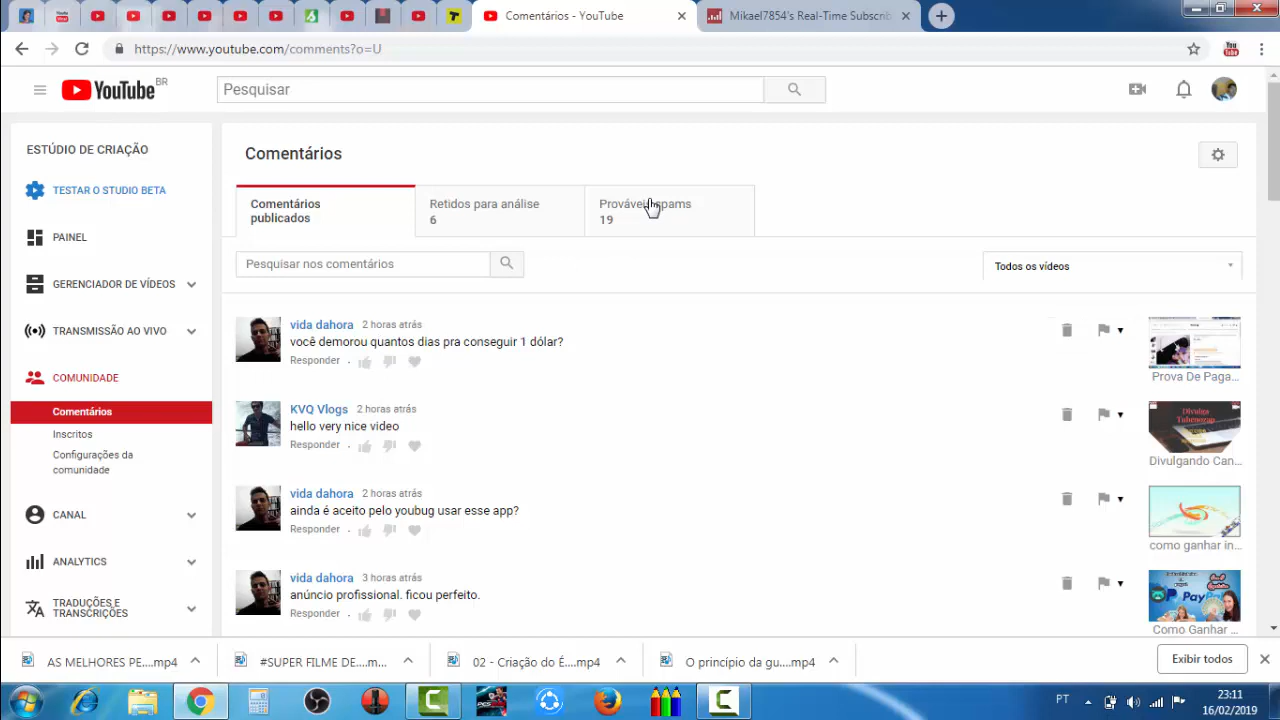 Comentários - YouTube
Mikael7854's Real-Time Subscrib
https://www.youtube.com/comments?o=U
YouTube BR
Pesquisar
ESTÚDIO DE CRIAÇÃO
TESTAR O STUDIO BETA
PAINEL
GERENCIADOR DE VÍDEOS
TRANSMISSÃO AO VIVO
COMUNIDADE
Comentários
Inscritos
Configurações da
comunidade
CANAL
ANALYTICS
TRADUÇÕES E
TRANSCRIÇÕES
Comentários
Comentários
publicados
Retidos para análise
6
Prováveis spams
19
Pesquisar nos comentários
Todos os vídeos
vida dahora 2 horas atrás
você demorou quantos dias pra conseguir 1 dólar?
Responder
Prova De Paga...
KVQ Vlogs 2 horas atrás
hello very nice video
Responder
Divulga
Tubenozap
Divulgando Can...
vida dahora 2 horas atrás
ainda é aceito pelo youbug usar esse app?
Responder
como ganhar in...
vida dahora 3 horas atrás
anúncio profissional. ficou perfeito
Responder
PayPal
Como Ganhar ...
AS MELHORES PE....mp4
#SUPER FILME DE....m...
02 - Criação do É....mp4
O princípio da gu....mp4
Exibir todos
PT
23:11
16/02/2019